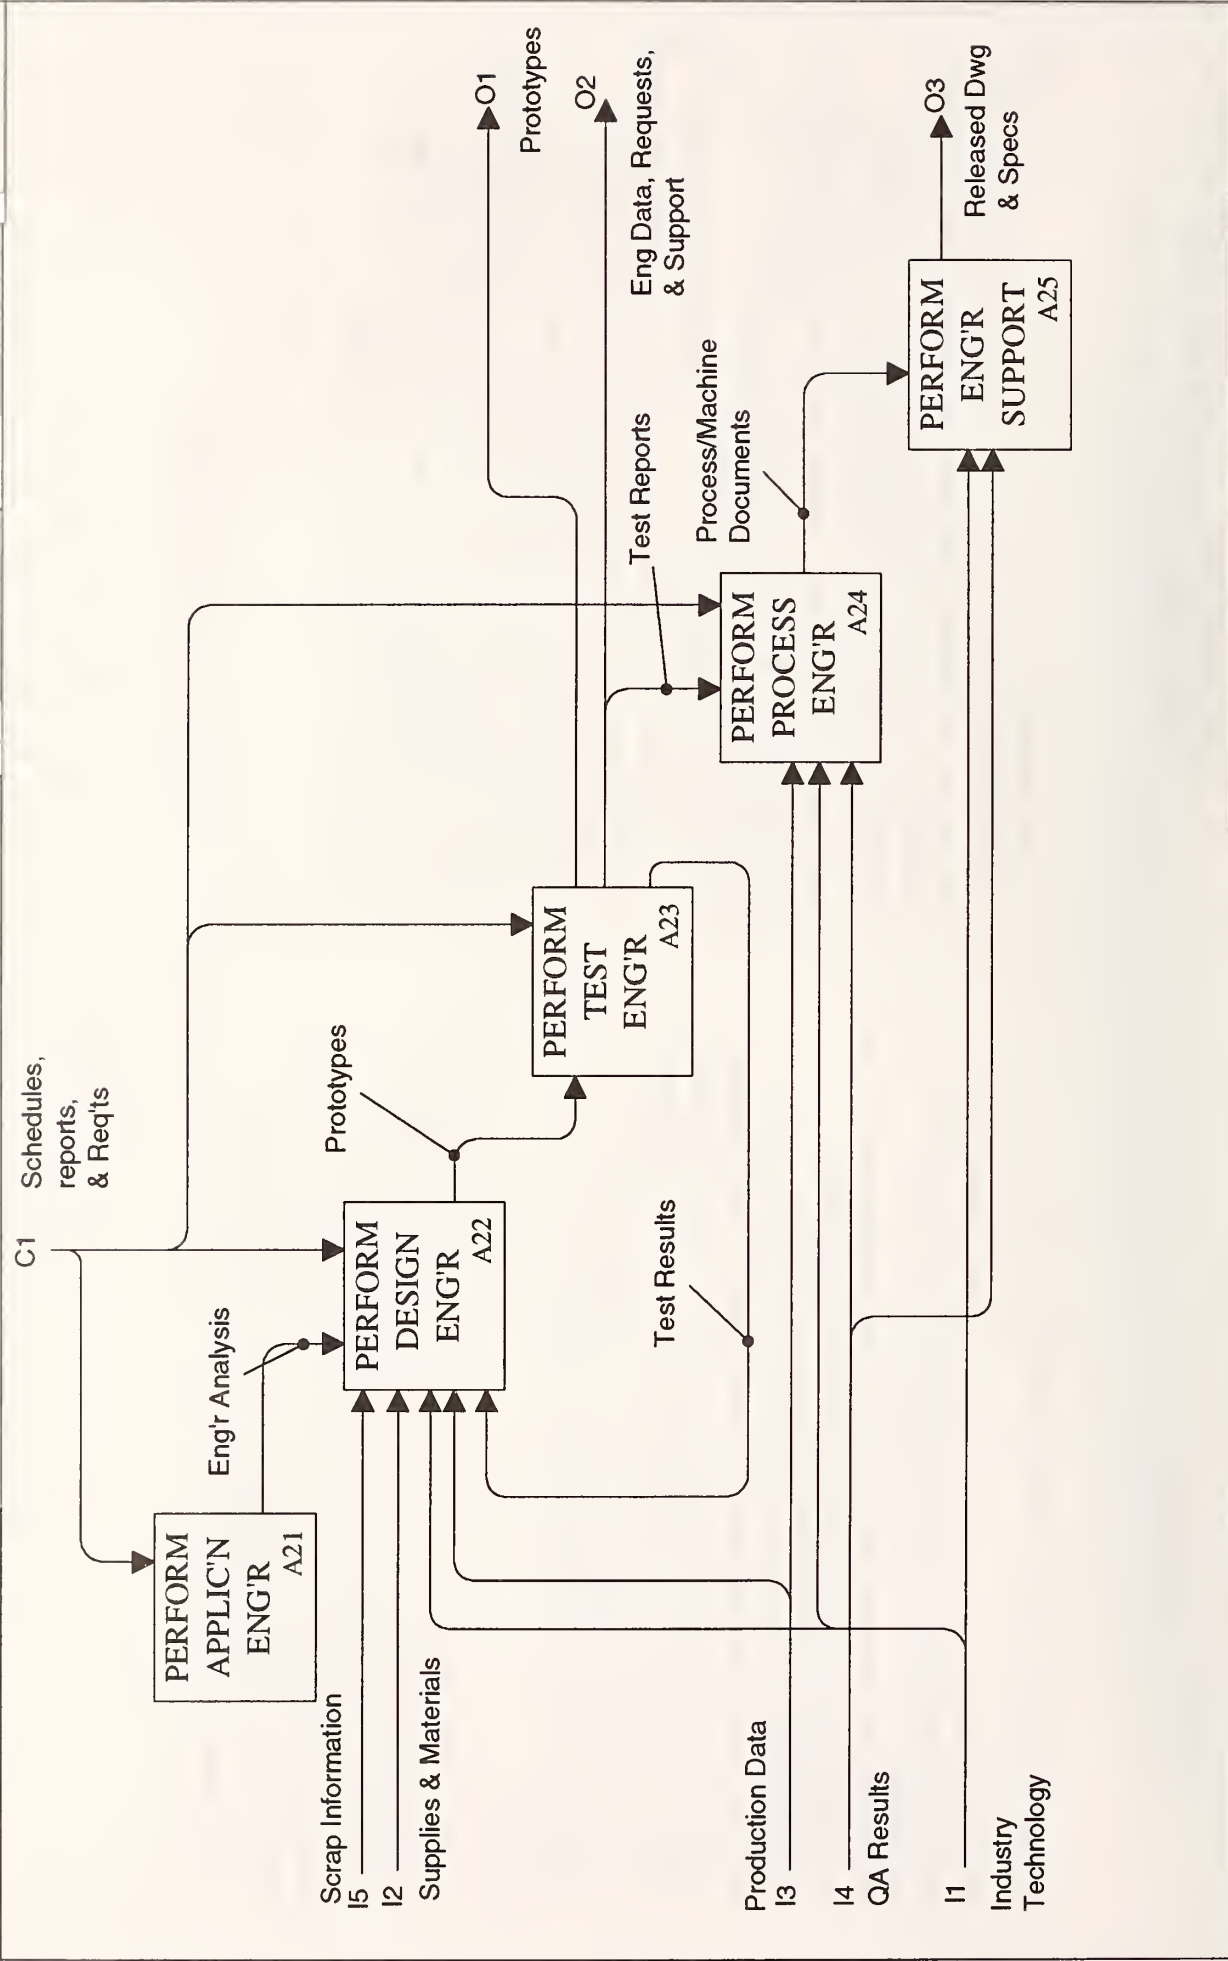 C1
Schedules,
reports,
& Req'ts
PERFORM
APPLIC'N
ENG'R
A21
Eng'r Analysis
Scrap Information
I5
I2
Supplies & Materials
PERFORM
DESIGN
ENG'R
A22
Prototypes
PERFORM
TEST
ENG'R
A23
Test Results
O1
Prototypes
O2
Eng Data, Requests,
& Support
Test Reports
Production Data
I3
I4
QA Results
PERFORM
PROCESS
ENG'R
A24
Process/Machine
Documents
PERFORM
ENG'R
SUPPORT
A25
O3
Released Dwg
& Specs
I1
Industry
Technology